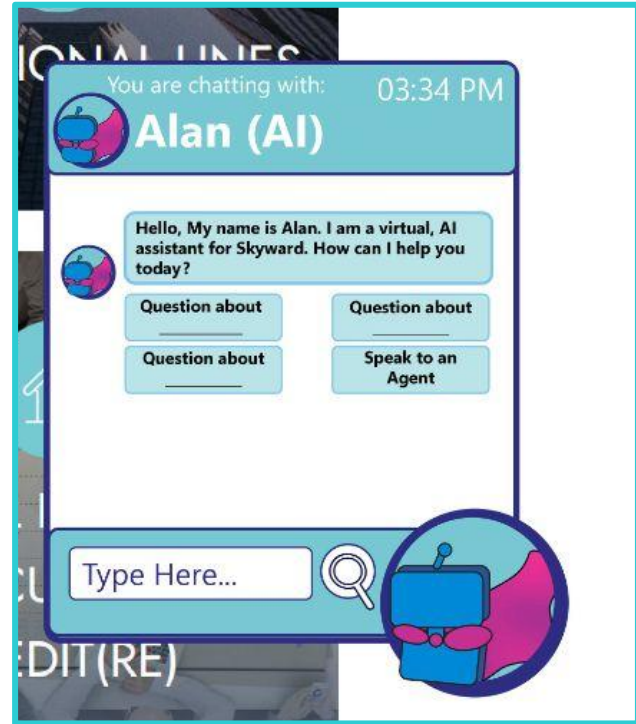 You are chatting with:
03:34 PM
Alan (AI)
Hello, My name is Alan. I am a virtual, AI
assistant for Skyward. How can I help you
today?
Question about
Question about
Question about
Speak to an
Agent
Type Here...
EDIT(RE)